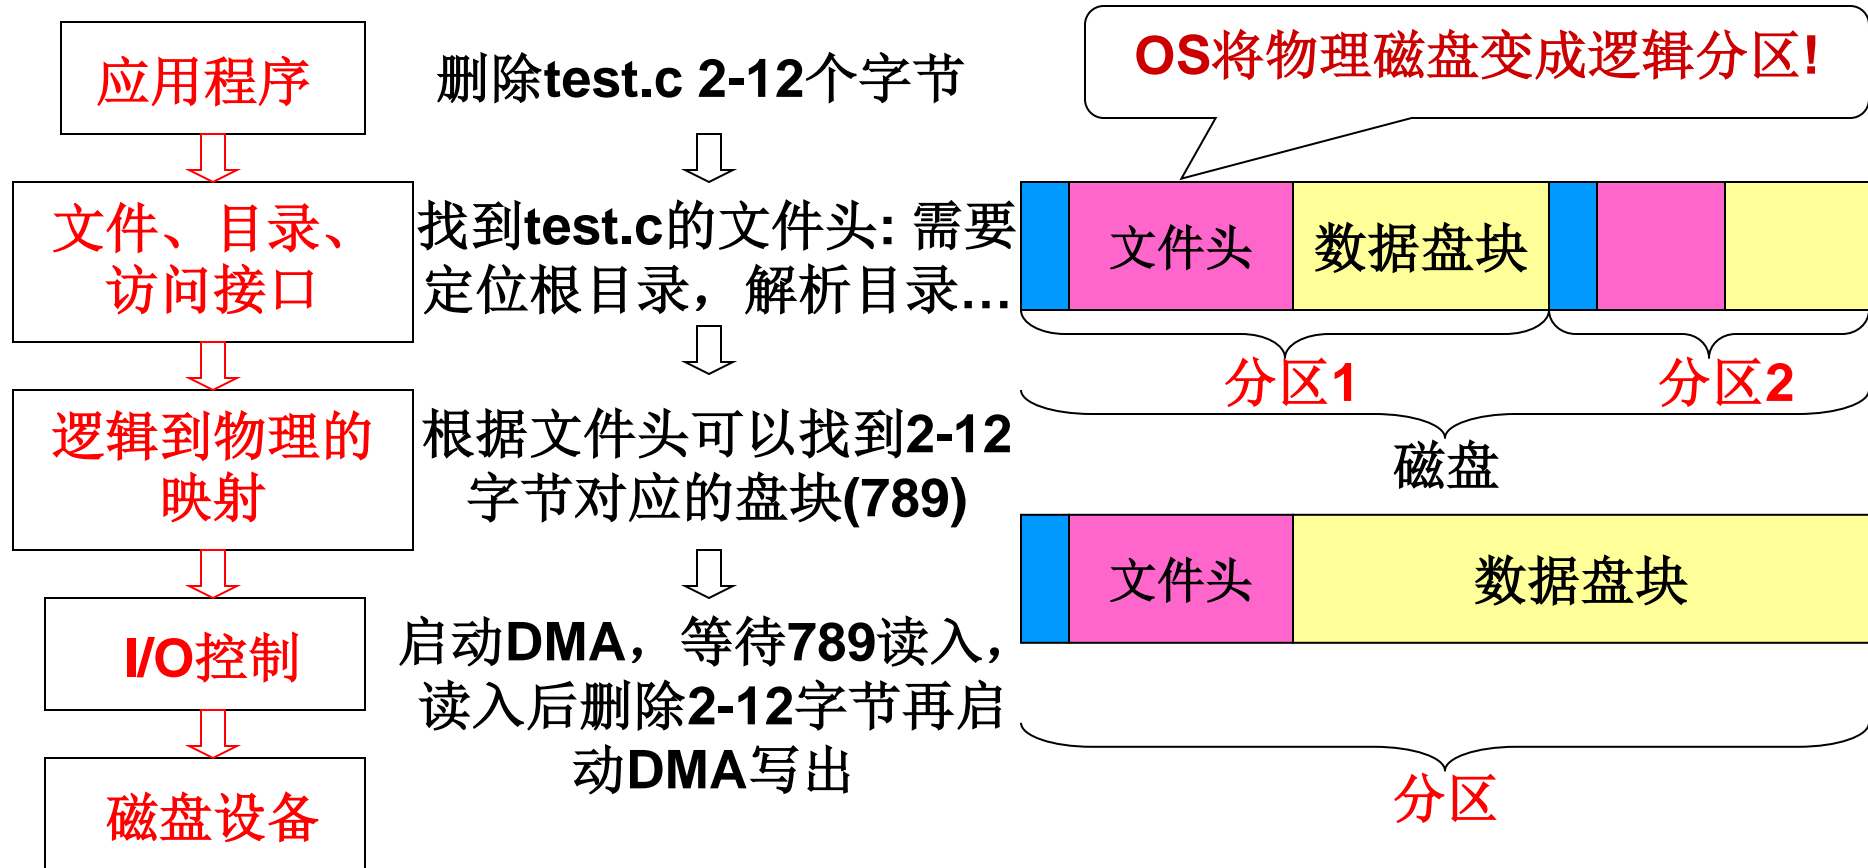 应用程序
文件、目录、
访问接口
逻辑到物理的
映射
I/O控制
磁盘设备
删除test.c 2-12个字节
找到test.c的文件头: 需要
定位根目录，解析目录…
根据文件头可以找到2-12
字节对应的盘块(789)
启动DMA，等待789读入，
读入后删除2-12字节再启
动DMA写出
OS将物理磁盘变成逻辑分区!
文件头
数据盘块
分区1
分区2
磁盘
文件头
数据盘块
分区